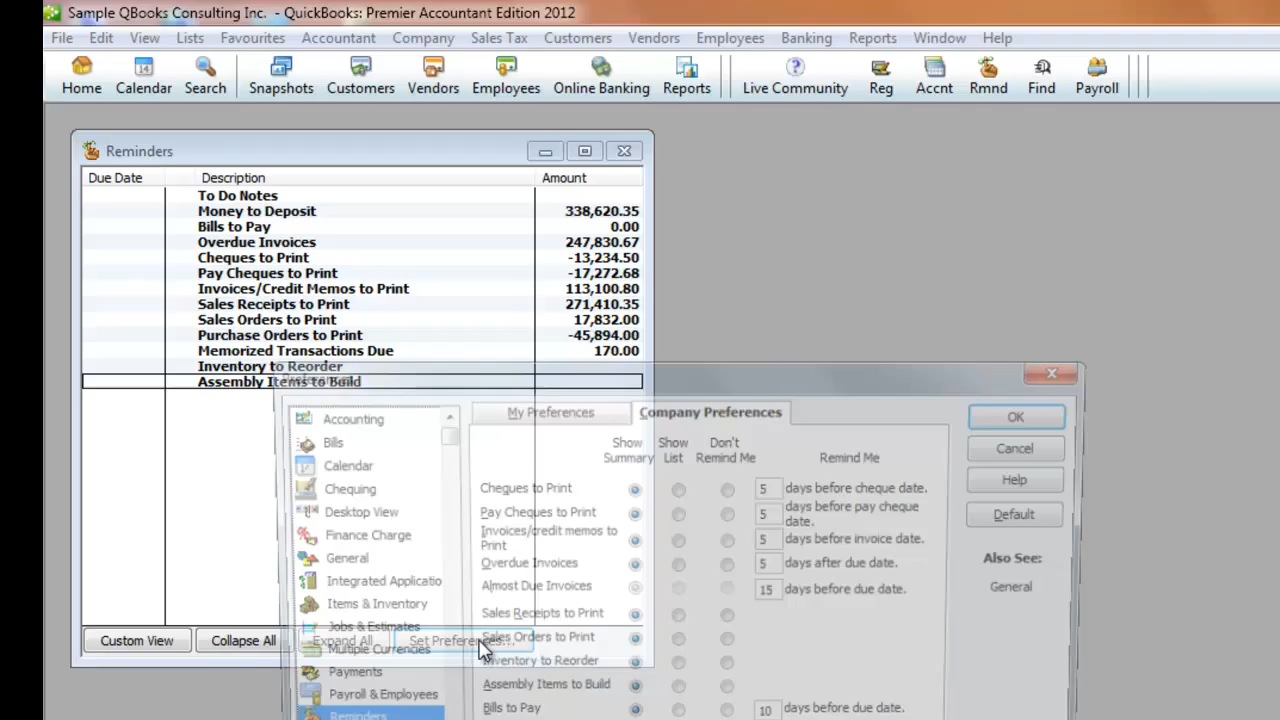 Sample QBooks Consulting Inc. - QuickBooks: Premier Accountant Edition 2012
File Edit View Lists Favourites Accountant Company Sales Tax Customers Vendors Employees Banking Reports Window Help
Home Calendar Search Snapshots Customers Vendors Employees Online Banking Reports Live Community Reg Accnt Rmnd Find Payroll
Reminders
Due Date Description Amount
To Do Notes
Money to Deposit 338,620.35
Bills to Pay 0.00
Overdue Invoices 247,830.67
Cheques to Print -13,234.50
Pay Cheques to Print -17,272.68
Invoices/Credit Memos to Print 113,100.80
Sales Receipts to Print 271,410.35
Sales Orders to Print 17,832.00
Purchase Orders to Print -45,894.00
Memorized Transactions Due 170.00
Inventory to Reorder
Assembly Items to Build
Custom View Collapse All Expand All Set Preferences...
Preferences
Accounting
Bills
Calendar
Chequing
Desktop View
Finance Charge
General
Integrated Applicatio
Items & Inventory
Jobs & Estimates
Multiple Currencies
Payments
Payroll & Employees
Reminders
My Preferences Company Preferences
Show Summary Show List Don't Remind Me Remind Me
Cheques to Print 5 days before cheque date.
Pay Cheques to Print 5 days before pay cheque date.
Invoices/credit memos to Print 5 days before invoice date.
Overdue Invoices 5 days after due date.
Almost Due Invoices 15 days before due date.
Sales Receipts to Print
Sales Orders to Print
Inventory to Reorder
Assembly Items to Build
Bills to Pay 10 days before due date.
OK
Cancel
Help
Default
Also See:
General